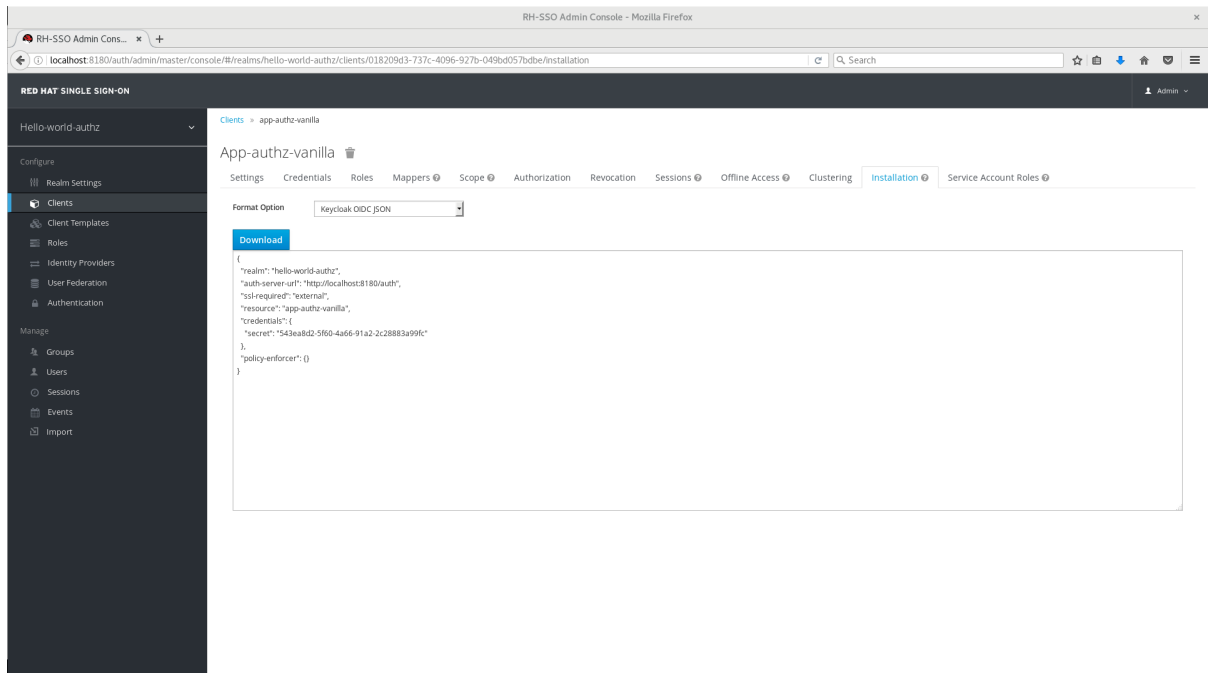 RH-SSO Admin Console - Mozilla Firefox
RH-SSO Admin Cons...
localhost:8180/auth/admin/master/console/#/realms/hello-world-authz/clients/018209d3-737c-4096-927b-049bd057bdbe/installation
Search
RED HAT SINGLE SIGN-ON
Admin
Hello-world-authz
Configure
Realm Settings
Clients
Client Templates
Roles
Identity Providers
User Federation
Authentication
Manage
Groups
Users
Sessions
Events
Import
Clients » app-authz-vanilla
App-authz-vanilla
Settings Credentials Roles Mappers Scope Authorization Revocation Sessions Offline Access Clustering Installation Service Account Roles
Format Option Keycloak OIDC JSON
Download
{
"realm": "hello-world-authz",
"auth-server-url": "http://localhost:8180/auth",
"ssl-required": "external",
"resource": "app-authz-vanilla",
"credentials": {
"secret": "543ea8d2-5f60-4a66-91a2-2c28883a99fc"
},
"policy-enforcer": {}
}